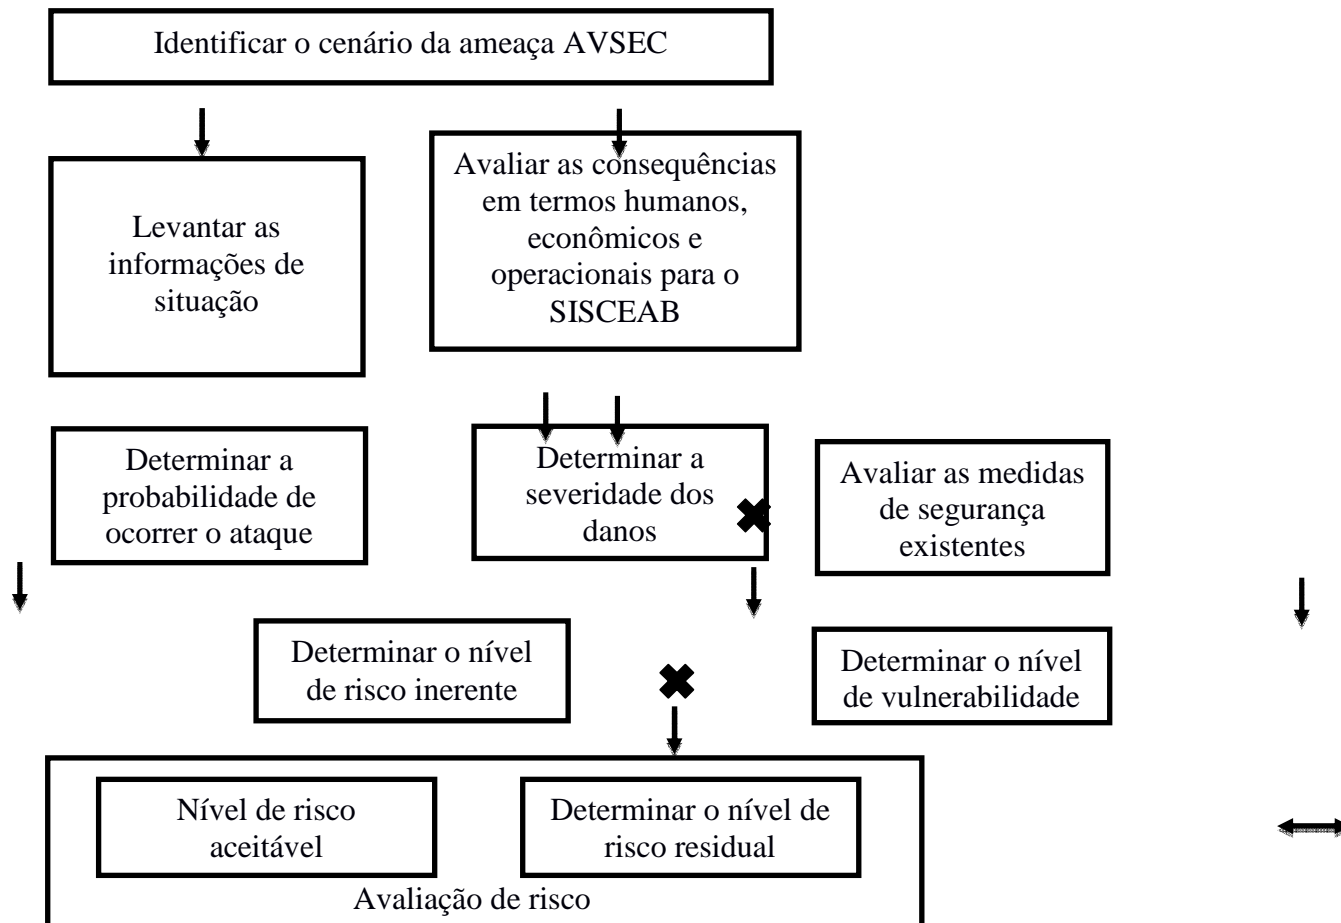 Identificar o cenário da ameaça AVSEC
Levantar as
informações de
situação
Avaliar as consequências
em termos humanos,
econômicos e
operacionais para o
SISCEAB
Determinar a
probabilidade de
ocorrer o ataque
Determinar a
severidade dos
danos
Avaliar as medidas
de segurança
existentes
Determinar o nível
de risco inerente
Determinar o nível
de vulnerabilidade
Nível de risco
aceitável
Determinar o nível de
risco residual
Avaliação de risco